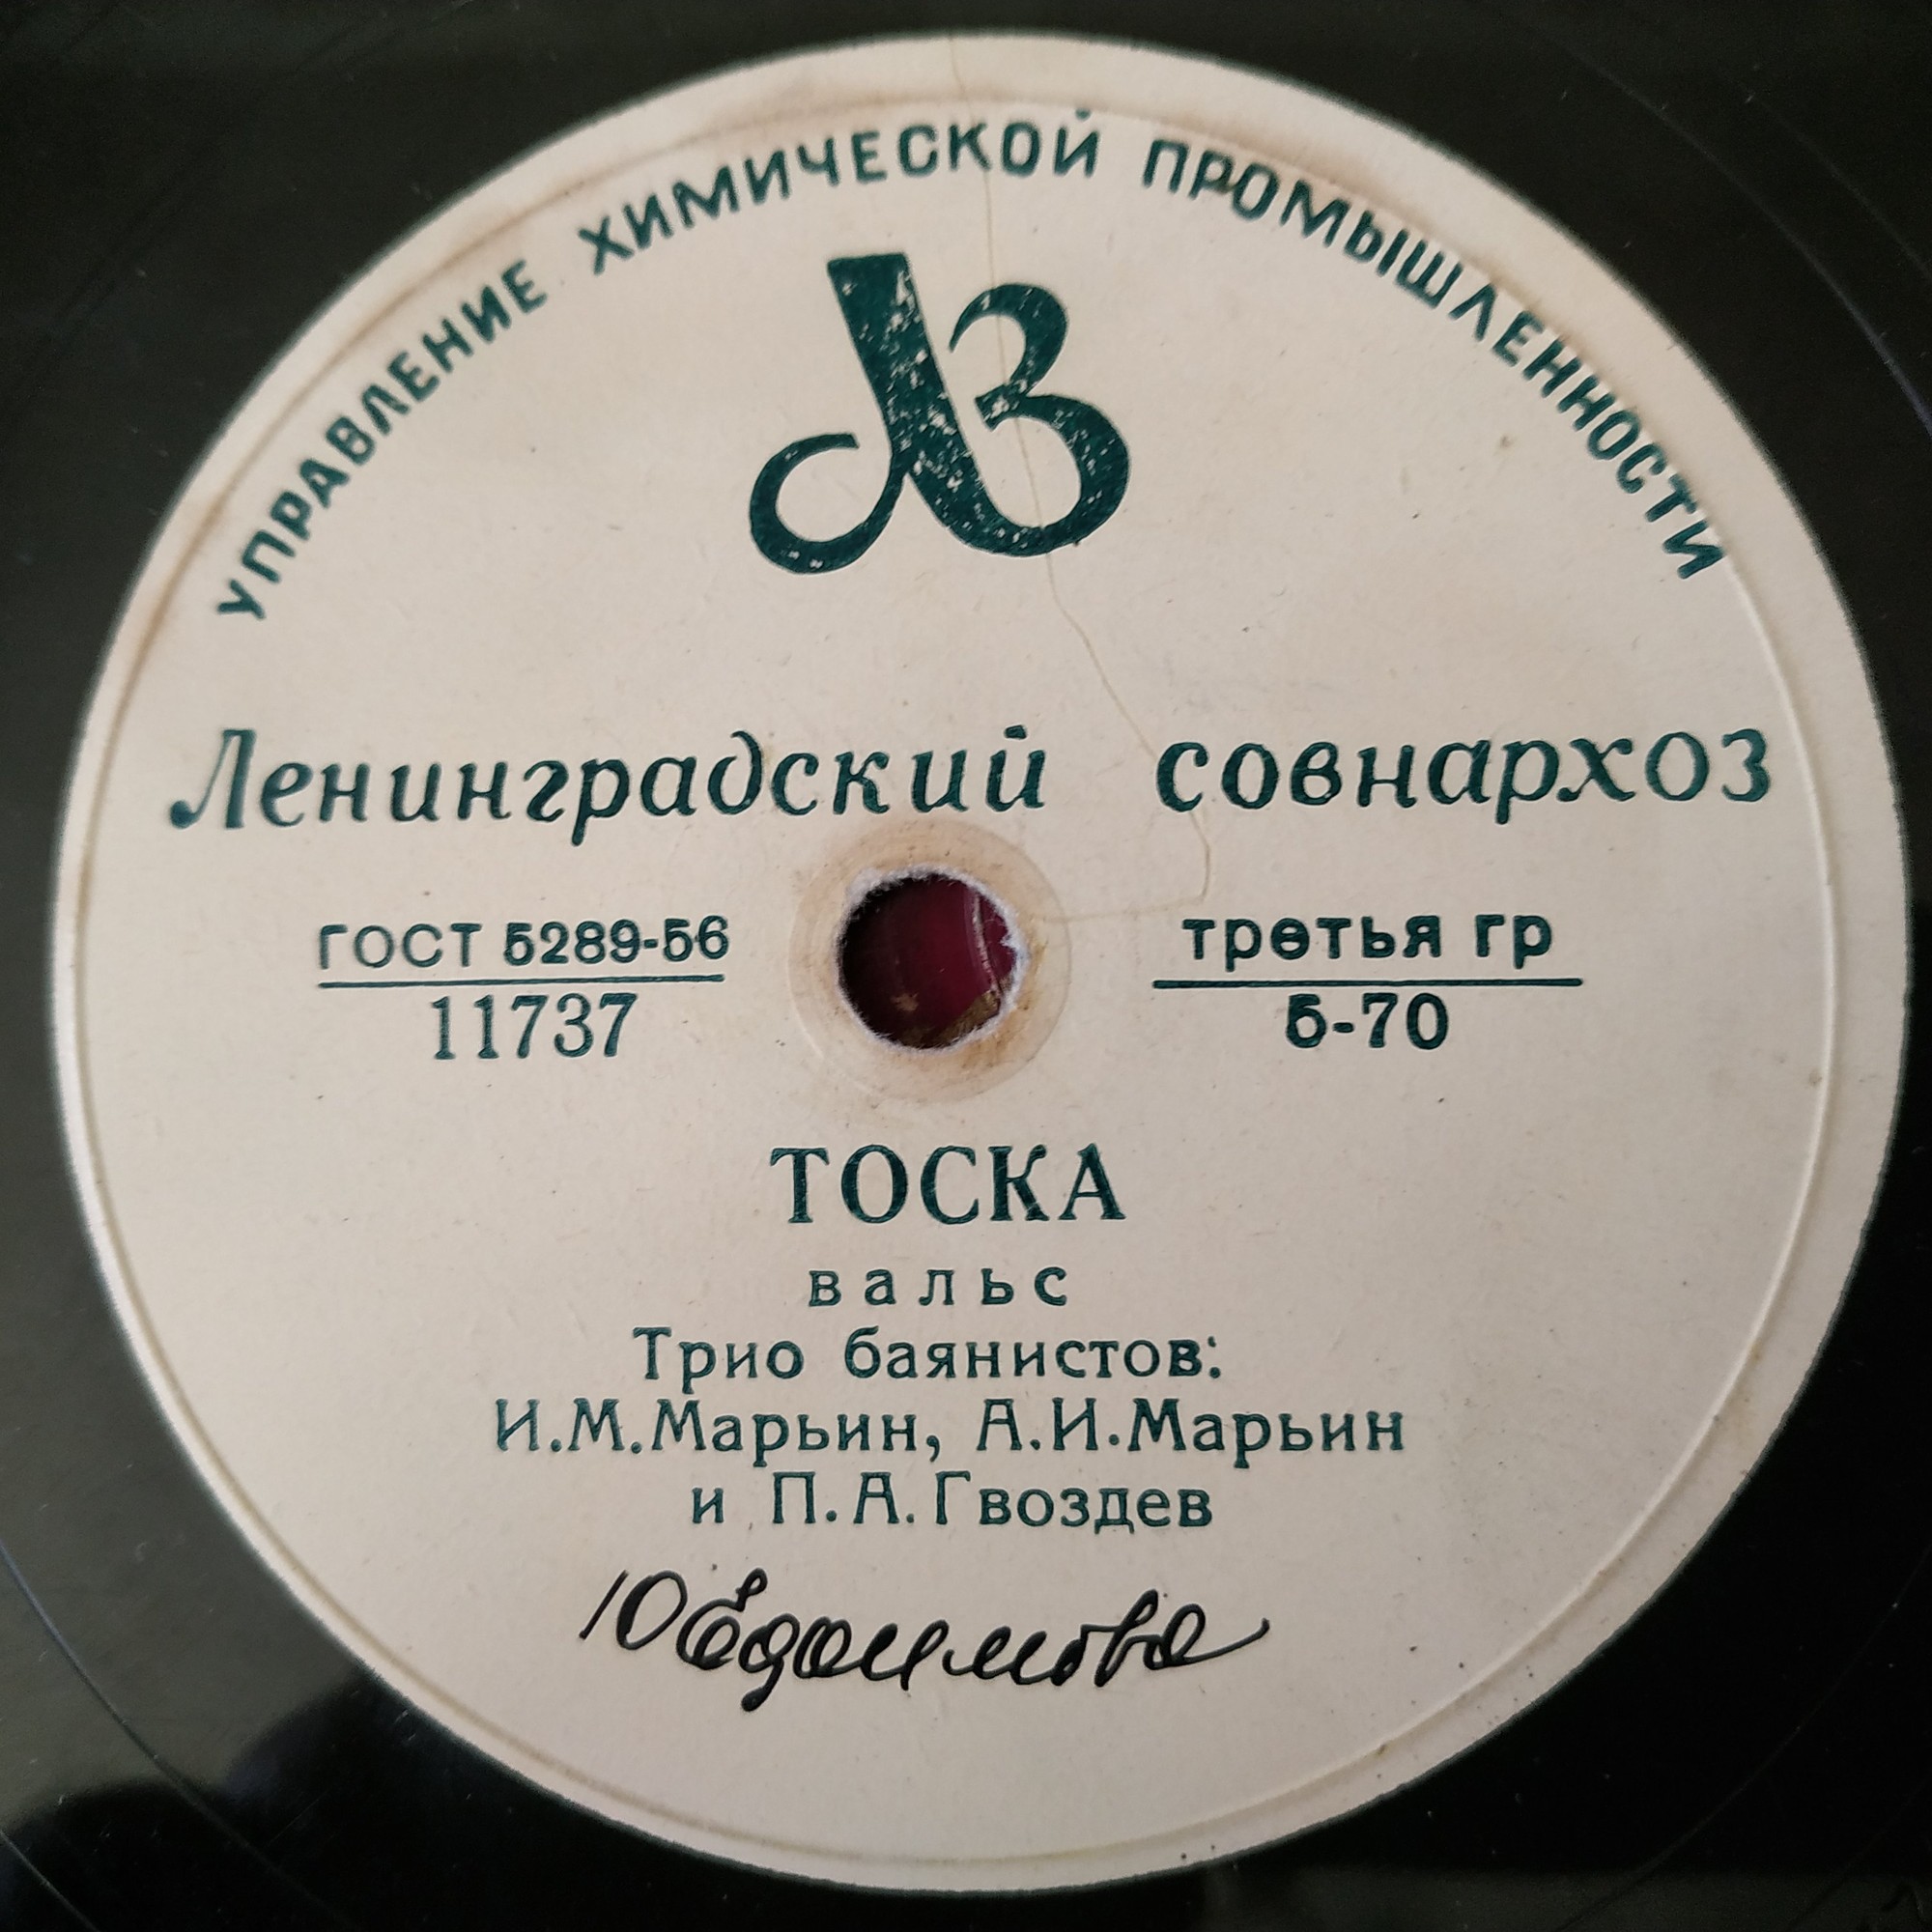 УПРАВЛЕНИЕ ХИМИЧЕСКОЙ ПРОМЫШЛЕННОСТИ
ЛВ
Ленинградский совнархоз
ГОСТ 5289-56
11737
третья гр
5-70
ТОСКА
вальс
Трио баянистов:
И.М.Марьин, А.И.Марьин
и П.А.Гвоздев